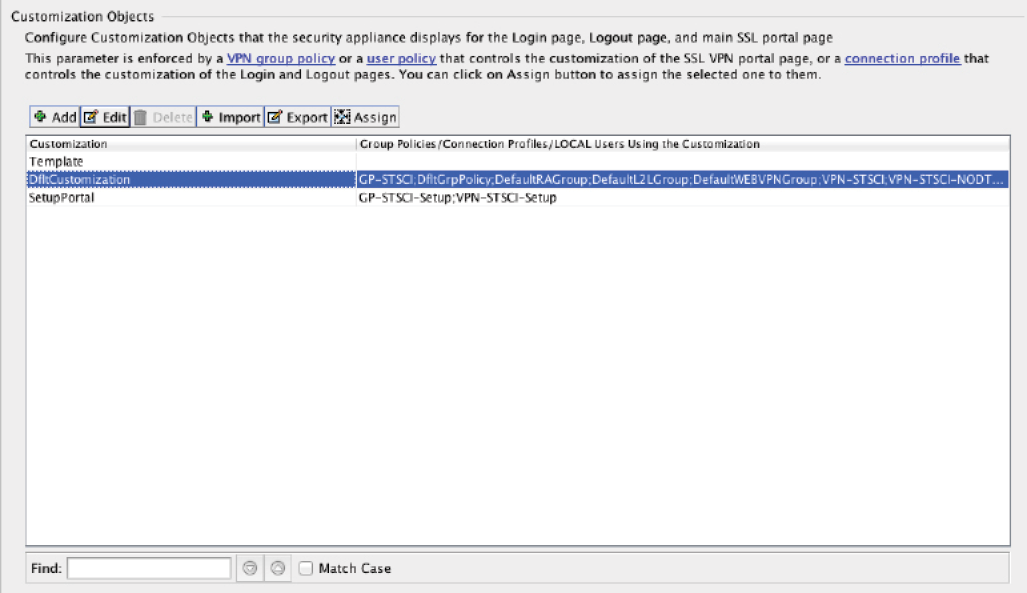 Customization Objects
Configure Customization Objects that the security appliance displays for the Login page, Logout page, and main SSL portal page
This parameter is enforced by a VPN group policy or a user policy that controls the customization of the SSL VPN portal page, or a connection profile that
controls the customization of the Login and Logout pages. You can click on Assign button to assign the selected one to them.
Add Edit Delete Import Export Assign
Customization Group Policies/Connection Profiles/LOCAL Users Using the Customization
Template
DfltCustomization GP-STSCI;DfltGrpPolicy;DefaultRAGroup;DefaultL2LGroup;DefaultWEBVPNGroup;VPN-STSCI;VPN-STSCI-NODT...
SetupPortal GP-STSCI-Setup;VPN-STSCI-Setup
Find: Match Case